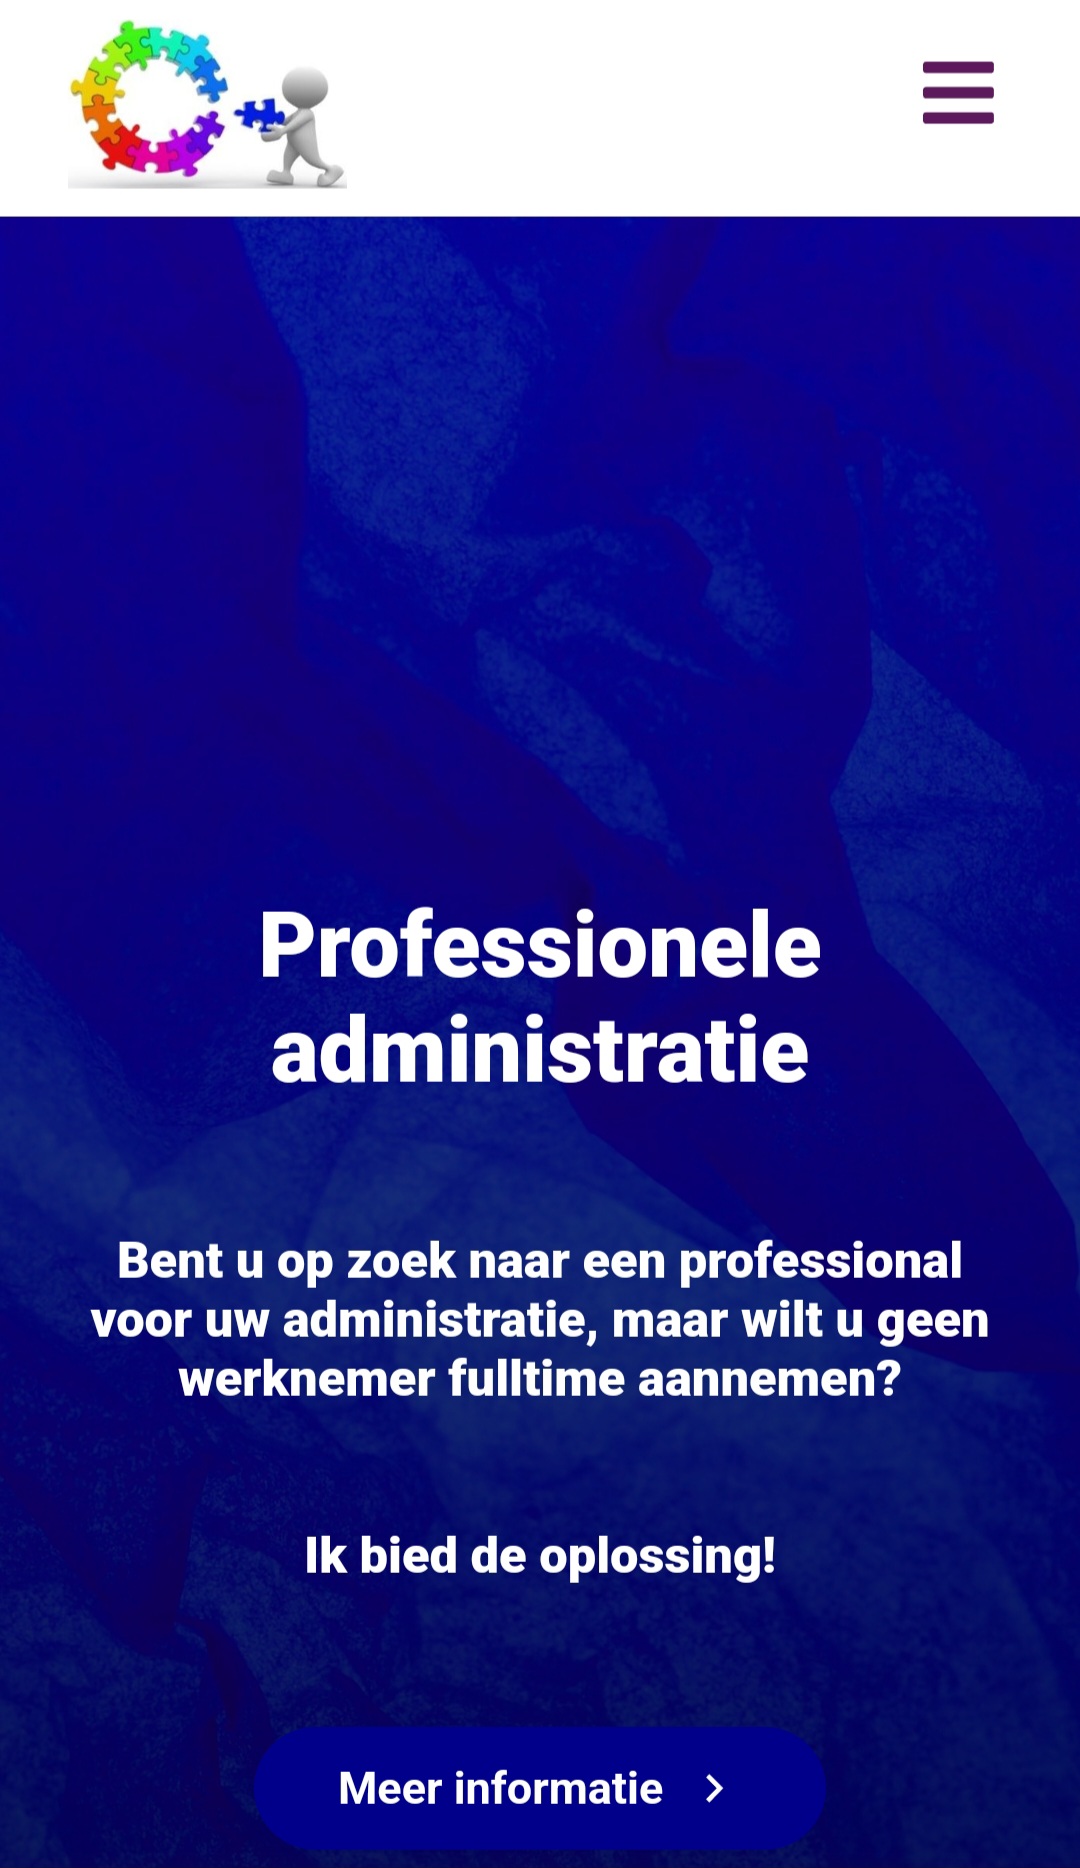 Professionele
administratie
Bent u op zoek naar een professional
voor uw administratie, maar wilt u geen
werknemer fulltime aannemen?
Ik bied de oplossing!
Meer informatie